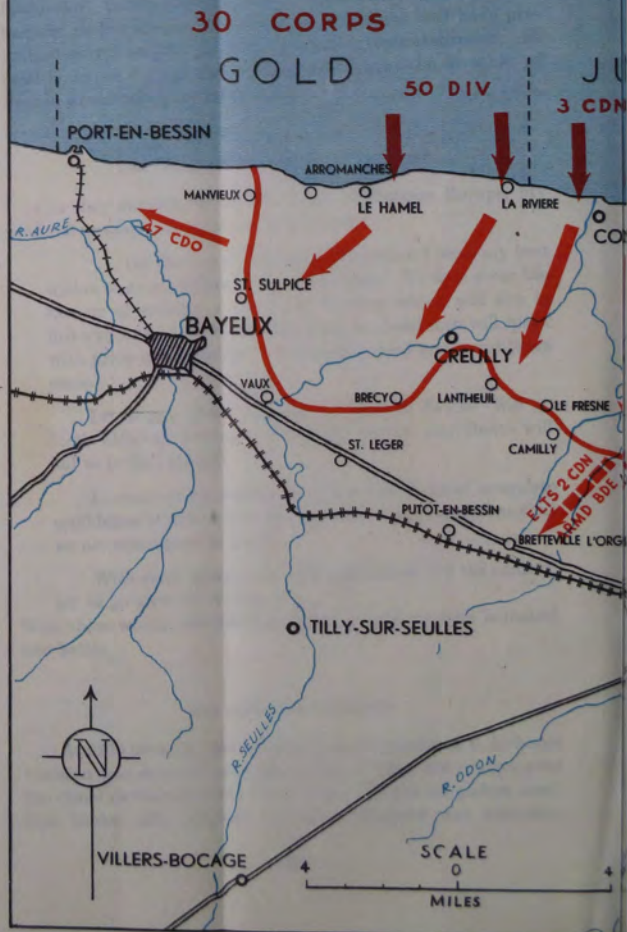 30 CORPS
GOLD
JU
50 DIV
3 CDN
PORT-EN-BESSIN
ARROMANCHES
MANVIEUX
LE HAMEL
LA RIVIERE
R. AURE
47 CDO
ST. SULPICE
BAYEUX
CREULLY
VAUX
BRECY
LANTHEUIL
LE FRESNE
CAMILLY
ST. LEGER
ELTS 2 CDN
ARMD BDE
PUTOT-EN-BESSIN
BRETTEVILLE L'ORG
TILLY-SUR-SEULLES
N
R. SEULLES
R. ODON
VILLERS-BOCAGE
SCALE
4 0 4
MILES